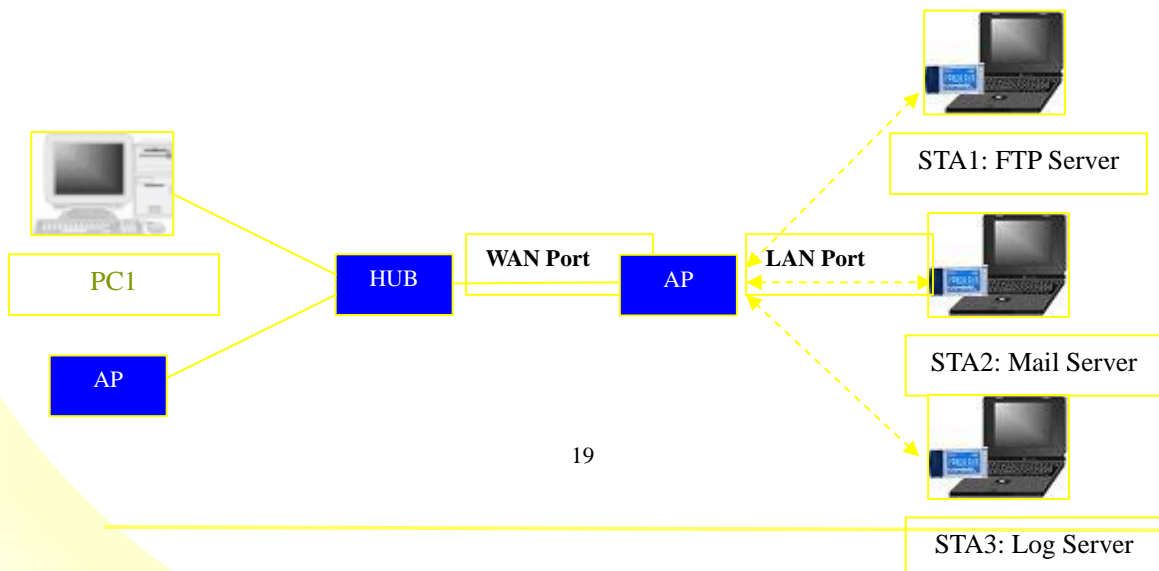 STA1: FTP Server
PC1
HUB
WAN Port
AP
LAN Port
AP
STA2: Mail Server
19
STA3: Log Server